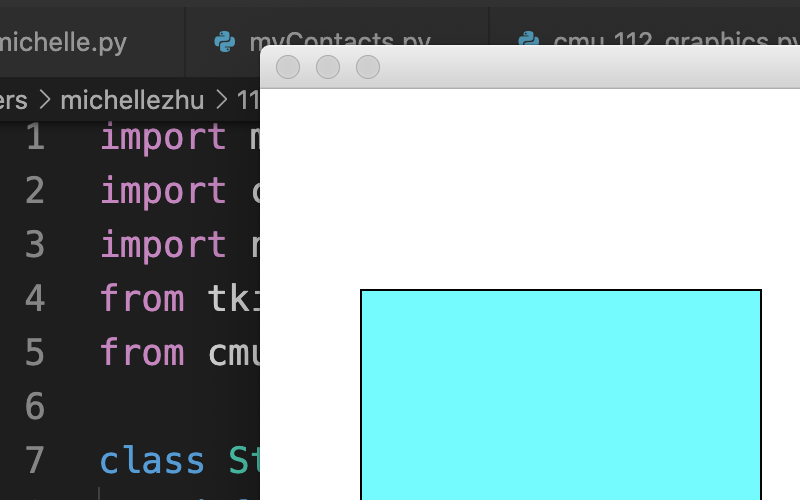 michelle.py myContacts.py cmu_112_graphics.py
ers > michellezhu > 11
1 import
2 import
3 import
4 from tki
5 from cmu
6
7 class St